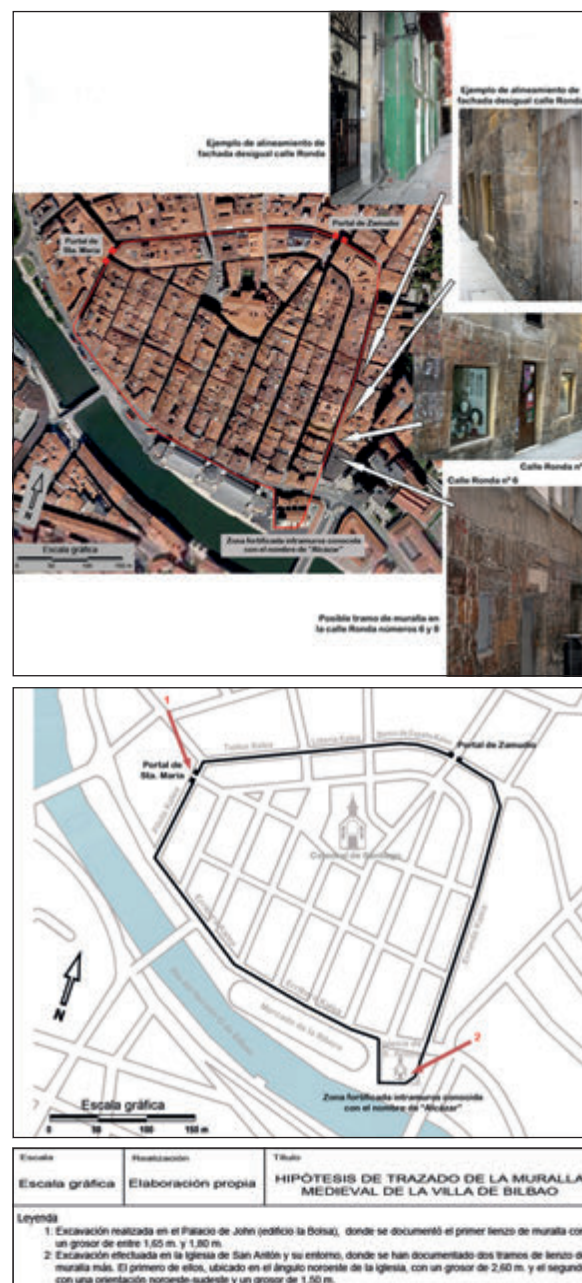 Ejemplo de alineamiento de
fachada desigual calle Ronda
Ejemplo de alineamiento de
fachada desigual calle Ronda
Portal de
Sta. María
Portal de Zamudio
Calle Ronda nº
Calle Ronda nº 6
N
Escala gráfica
0 50 100 150 m
Zona fortificada intramuros conocida
con el nombre de "Alcázar"
Posible tramo de muralla en
la calle Ronda números 6 y 8
1
Portal de
Sta. María
Portal de Zamudio
Catedral de Santiago
Mercado de la Ribera
2
N
Zona fortificada intramuros conocida
con el nombre de "Alcázar"
Escala gráfica
0 50 100 150 m
Escala
Realización
Título
Escala gráfica
Elaboración propia
HIPÓTESIS DE TRAZADO DE LA MURALLA
MEDIEVAL DE LA VILLA DE BILBAO
Leyenda
1: Excavación realizada en el Palacio de John (edificio la Bolsa), donde se documentó el primer lienzo de muralla con
un grosor de entre 1,65 m. y 1,80 m.
2: Excavación efectuada en la Iglesia de San Antón y su entorno, donde se han documentado dos tramos de lienzo de
muralla más. El primero de ellos, ubicado en el ángulo noroeste de la iglesia, con un grosor de 2,60 m. y el segundo
con una orientación noroeste-sudeste y un grosor de 1,50 m.